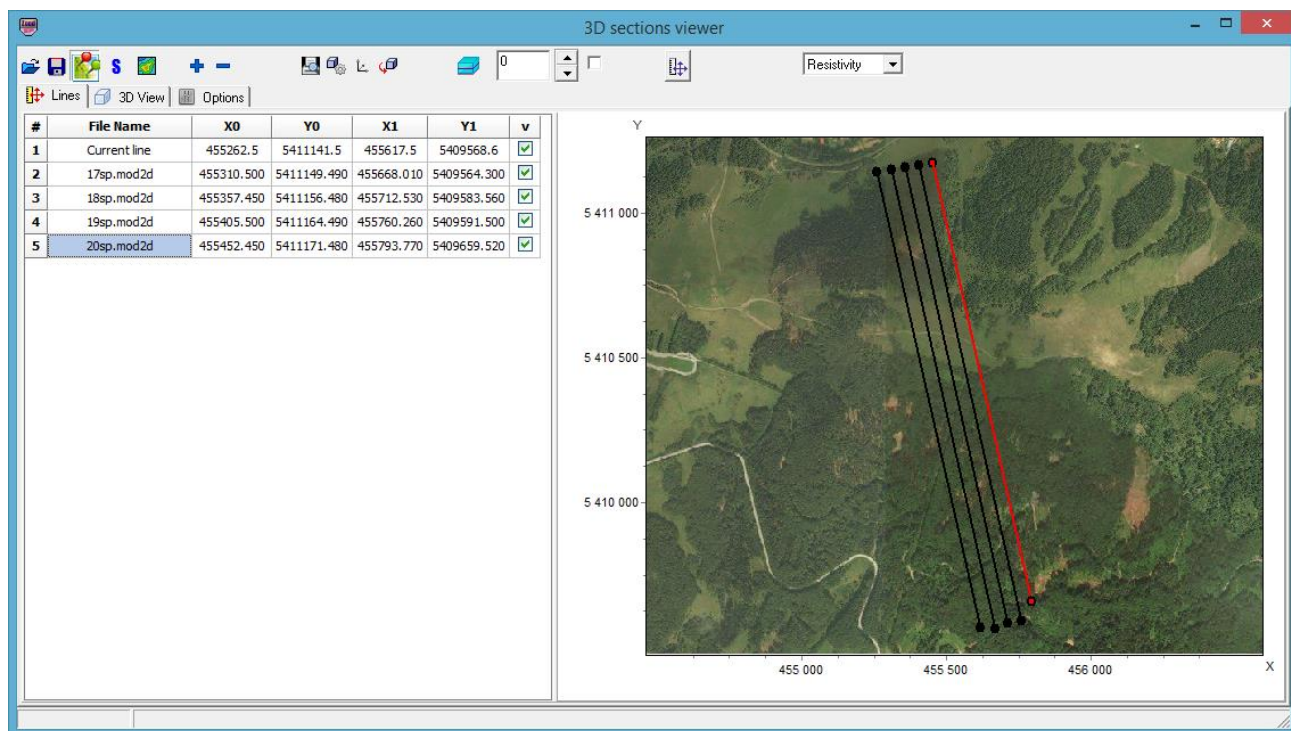 3D sections viewer
S 0 Resistivity
Lines 3D View Options
# File Name X0 Y0 X1 Y1 v
1 Current line 455262.5 5411141.5 455617.5 5409568.6
2 17sp.mod2d 455310.500 5411149.490 455668.010 5409564.300
3 18sp.mod2d 455357.450 5411156.480 455712.530 5409583.560
4 19sp.mod2d 455405.500 5411164.490 455760.260 5409591.500
5 20sp.mod2d 455452.450 5411171.480 455793.770 5409659.520
Y
5 411 000
5 410 500
5 410 000
455 000 455 500 456 000 X